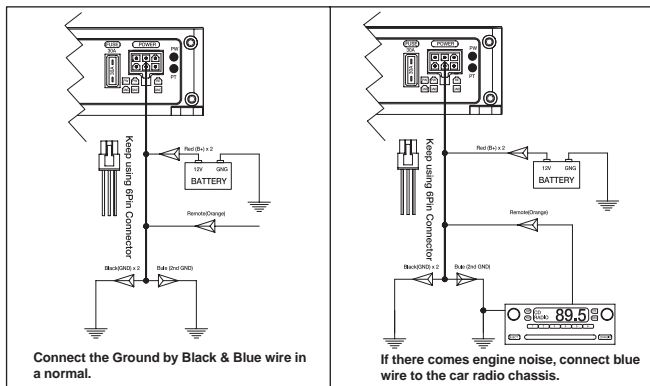 FUSE
30A
POWER
PW
PT
30A
Keep using 6Pin Connector
Red (B+) x 2
12V GNG
BATTERY
Remote(Orange)
Black(GND) x 2
Bule (2nd GND)
Connect the Ground by Black & Blue wire in
a normal.
FUSE
30A
POWER
PW
PT
30A
Keep using 6Pin Connector
Red (B+) x 2
12V GNG
BATTERY
Remote(Orange)
Black(GND) x 2
Bule (2nd GND)
CD
RADIO
89.5
If there comes engine noise, connect blue
wire to the car radio chassis.